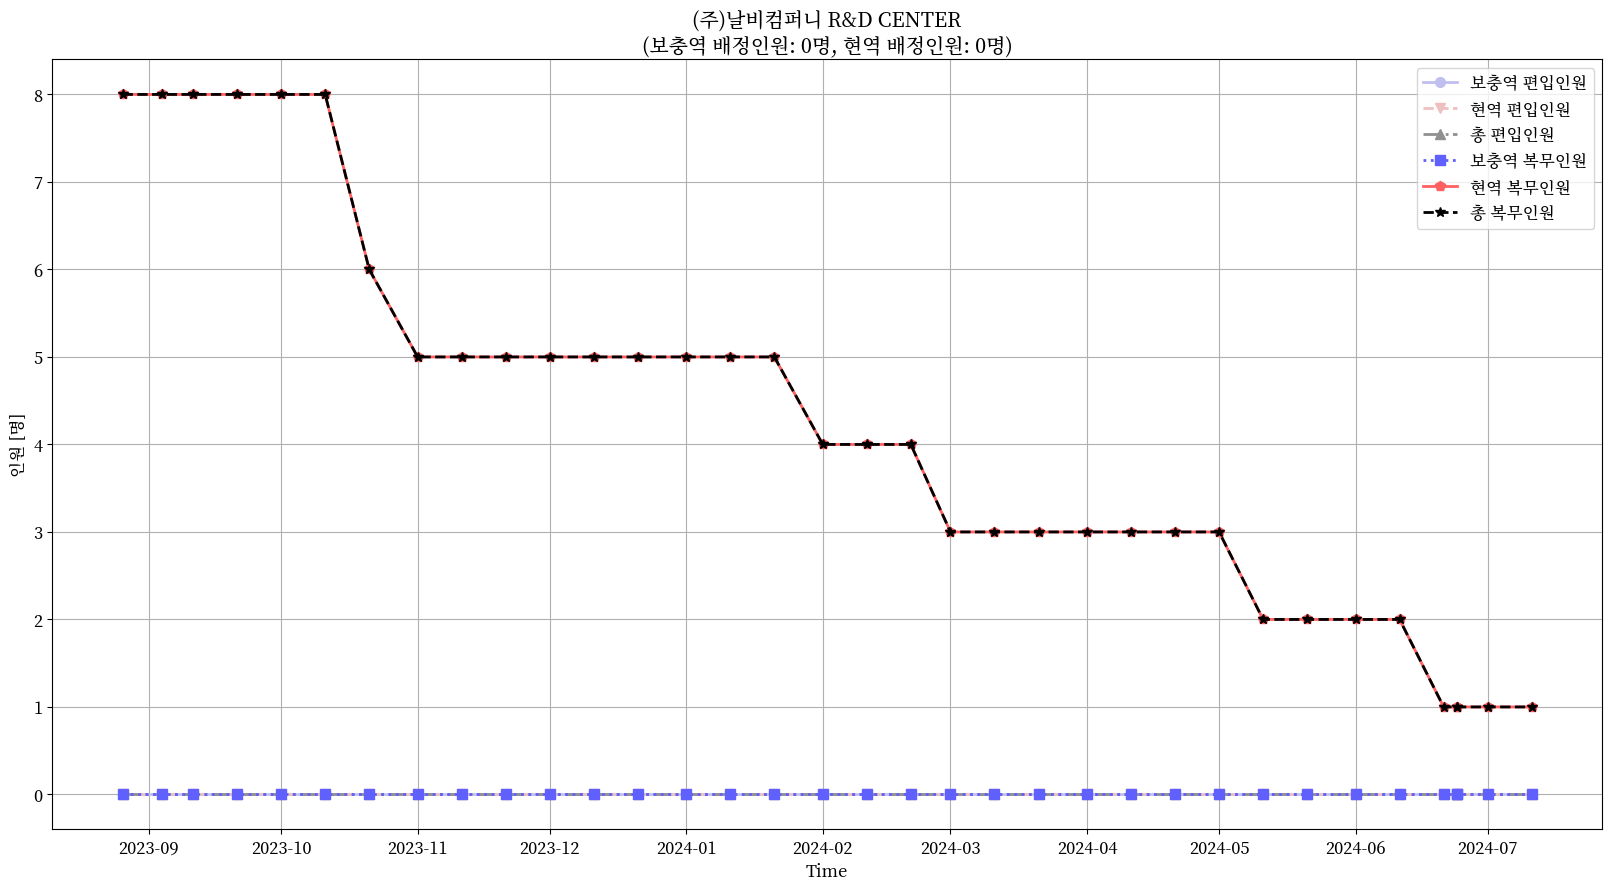 (주)날비컴퍼니 R&D CENTER
(보충역 배정인원: 0명, 현역 배정인원: 0명)
보충역 편입인원
현역 편입인원
총 편입인원
보충역 복무인원
현역 복무인원
총 복무인원
인원 [명]
8
7
6
5
4
3
2
1
0
2023-09 2023-10 2023-11 2023-12 2024-01 2024-02 2024-03 2024-04 2024-05 2024-06 2024-07
Time